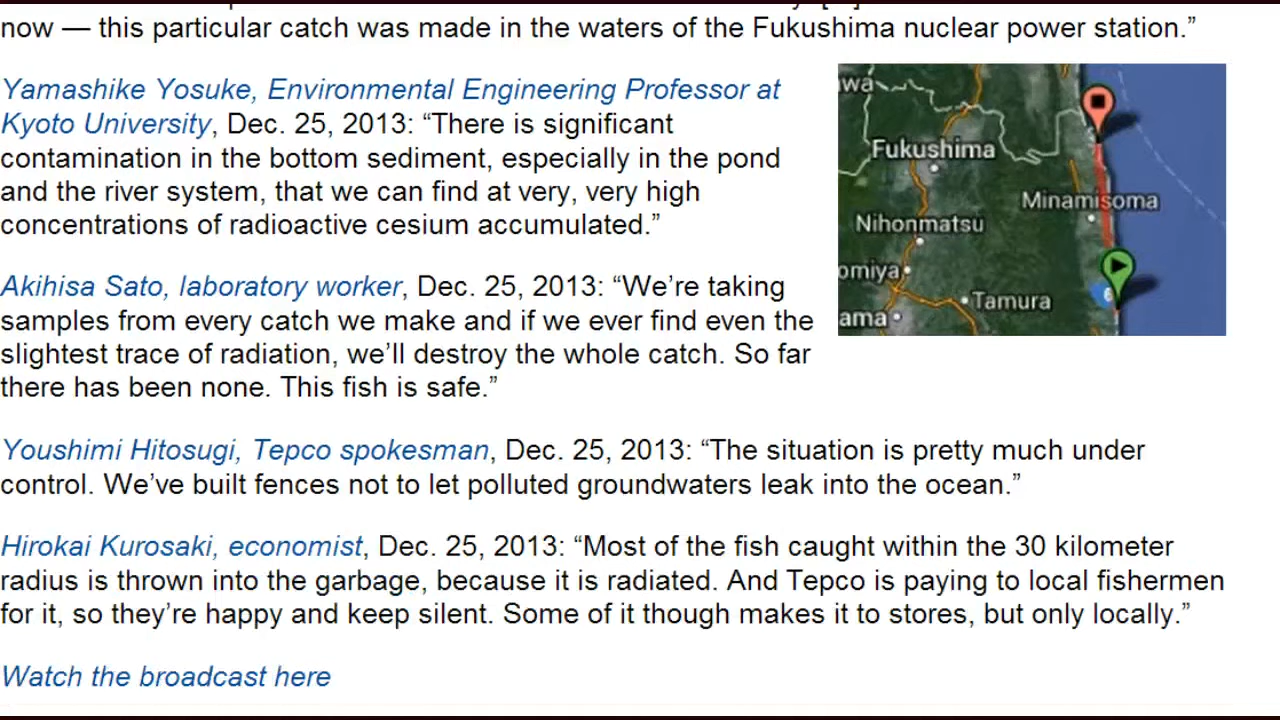 now — this particular catch was made in the waters of the Fukushima nuclear power station.”
Yamashike Yosuke, Environmental Engineering Professor at
Kyoto University, Dec. 25, 2013: “There is significant
contamination in the bottom sediment, especially in the pond
and the river system, that we can find at very, very high
concentrations of radioactive cesium accumulated.”
Akihisa Sato, laboratory worker, Dec. 25, 2013: “We’re taking
samples from every catch we make and if we ever find even the
slightest trace of radiation, we’ll destroy the whole catch. So far
there has been none. This fish is safe.”
Youshimi Hitosugi, Tepco spokesman, Dec. 25, 2013: “The situation is pretty much under
control. We’ve built fences not to let polluted groundwaters leak into the ocean.”
Hirokai Kurosaki, economist, Dec. 25, 2013: “Most of the fish caught within the 30 kilometer
radius is thrown into the garbage, because it is radiated. And Tepco is paying to local fishermen
for it, so they’re happy and keep silent. Some of it though makes it to stores, but only locally.”
Watch the broadcast here
iwa
Fukushima
Minamisoma
Nihonmatsu
omiya
6
Tamura
ama